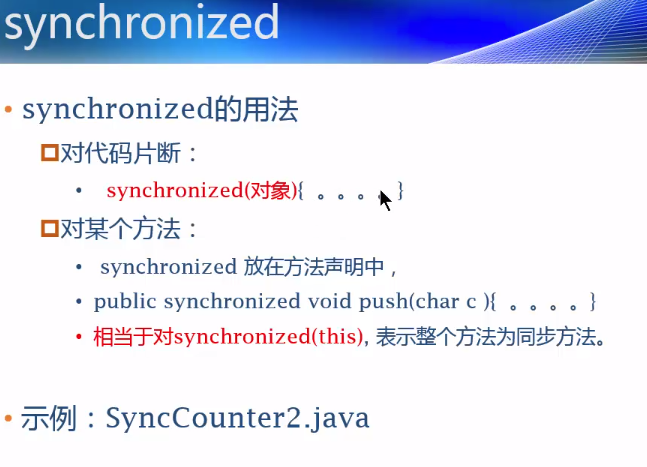 synchronized
• synchronized的用法
对代码片断：
• synchronized(对象){ 。。。。}
对某个方法：
• synchronized 放在方法声明中，
• public synchronized void push(char c ){ 。。。。}
• 相当于对synchronized(this), 表示整个方法为同步方法。
• 示例：SyncCounter2.java